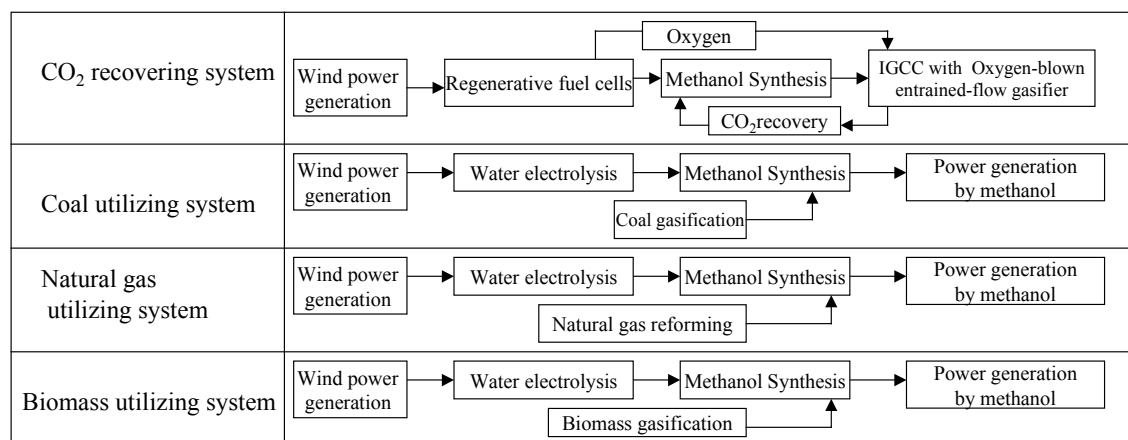 CO₂ recovering system
Wind power
generation
Regenerative fuel cells
Oxygen
Methanol Synthesis
CO₂recovery
IGCC with Oxygen-blown
entrained-flow gasifier
Coal utilizing system
Wind power
generation
Water electrolysis
Methanol Synthesis
Coal gasification
Power generation
by methanol
Natural gas
utilizing system
Wind power
generation
Water electrolysis
Methanol Synthesis
Natural gas reforming
Power generation
by methanol
Biomass utilizing system
Wind power
generation
Water electrolysis
Methanol Synthesis
Biomass gasification
Power generation
by methanol